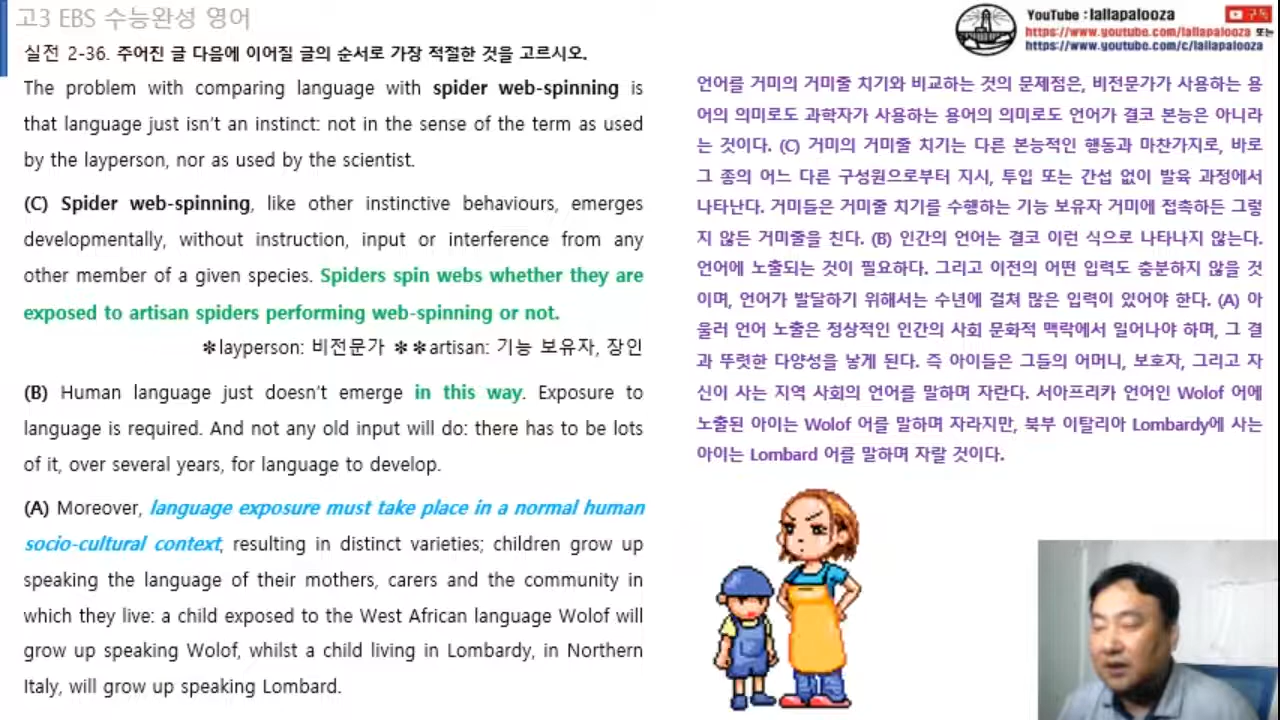 고3 EBS 수능완성 영어
YouTube : lallapalooza
구독
https://www.youtube.com/lallapalooza 또는
https://www.youtube.com/c/lallapalooza
실전 2-36. 주어진 글 다음에 이어질 글의 순서로 가장 적절한 것을 고르시오.
The problem with comparing language with spider web-spinning is
that language just isn't an instinct: not in the sense of the term as used
by the layperson, nor as used by the scientist.
(C) Spider web-spinning, like other instinctive behaviours, emerges
developmentally, without instruction, input or interference from any
other member of a given species. Spiders spin webs whether they are
exposed to artisan spiders performing web-spinning or not.
＊layperson: 비전문가 ＊＊artisan: 기능 보유자, 장인
(B) Human language just doesn't emerge in this way. Exposure to
language is required. And not any old input will do: there has to be lots
of it, over several years, for language to develop.
(A) Moreover, language exposure must take place in a normal human
socio-cultural context, resulting in distinct varieties; children grow up
speaking the language of their mothers, carers and the community in
which they live: a child exposed to the West African language Wolof will
grow up speaking Wolof, whilst a child living in Lombardy, in Northern
Italy, will grow up speaking Lombard.
언어를 거미의 거미줄 치기와 비교하는 것의 문제점은, 비전문가가 사용하는 용
어의 의미로도 과학자가 사용하는 용어의 의미로도 언어가 결코 본능은 아니라
는 것이다. (C) 거미의 거미줄 치기는 다른 본능적인 행동과 마찬가지로, 바로
그 종의 어느 다른 구성원으로부터 지시, 투입 또는 간섭 없이 발육 과정에서
나타난다. 거미들은 거미줄 치기를 수행하는 기능 보유자 거미에 접촉하든 그렇
지 않든 거미줄을 친다. (B) 인간의 언어는 결코 이런 식으로 나타나지 않는다.
언어에 노출되는 것이 필요하다. 그리고 이전의 어떤 입력도 충분하지 않을 것
이며, 언어가 발달하기 위해서는 수년에 걸쳐 많은 입력이 있어야 한다. (A) 아
울러 언어 노출은 정상적인 인간의 사회 문화적 맥락에서 일어나야 하며, 그 결
과 뚜렷한 다양성을 낳게 된다. 즉 아이들은 그들의 어머니, 보호자, 그리고 자
신이 사는 지역 사회의 언어를 말하며 자란다. 서아프리카 언어인 Wolof 어에
노출된 아이는 Wolof 어를 말하며 자라지만, 북부 이탈리아 Lombardy에 사는
아이는 Lombard 어를 말하며 자랄 것이다.